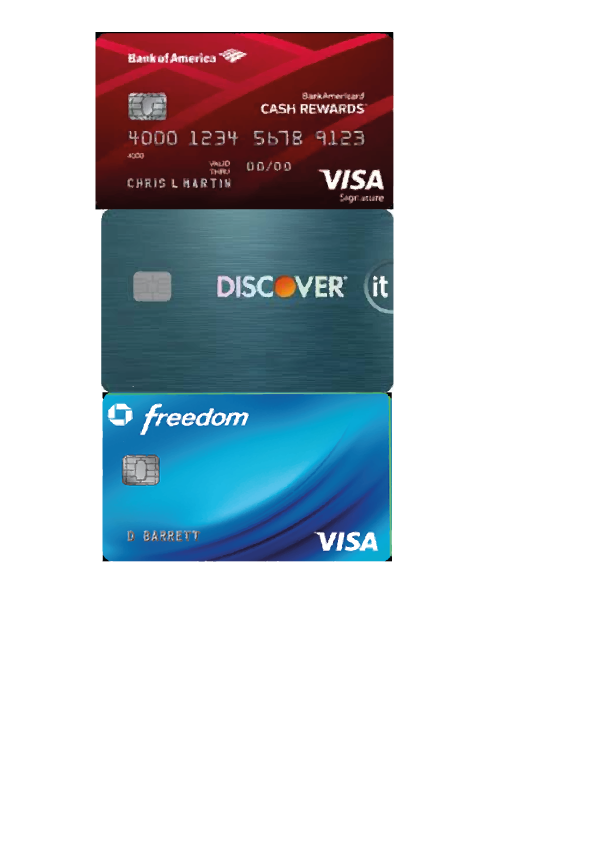 Bank of America
BankAmericard
CASH REWARDS™
4000 1234 5678 9123
4000
VALID THRU 00/00
CHRIS L MARTIN
VISA
Signature
DISCOVER® it
freedom
D BARRETT
VISA